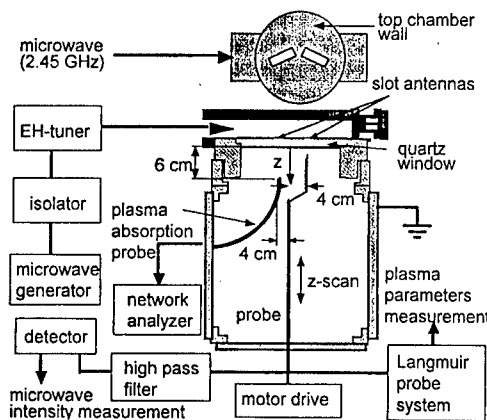 top chamber
wall
microwave
(2.45 GHz)
slot antennas
EH-tuner
quartz
window
z
6 cm
4 cm
isolator
plasma
absorption
probe
4 cm
plasma
parameters
measurement
microwave
generator
network
analyzer
z-scan
probe
detector
high pass
filter
Langmuir
probe
system
motor drive
microwave
intensity measurement